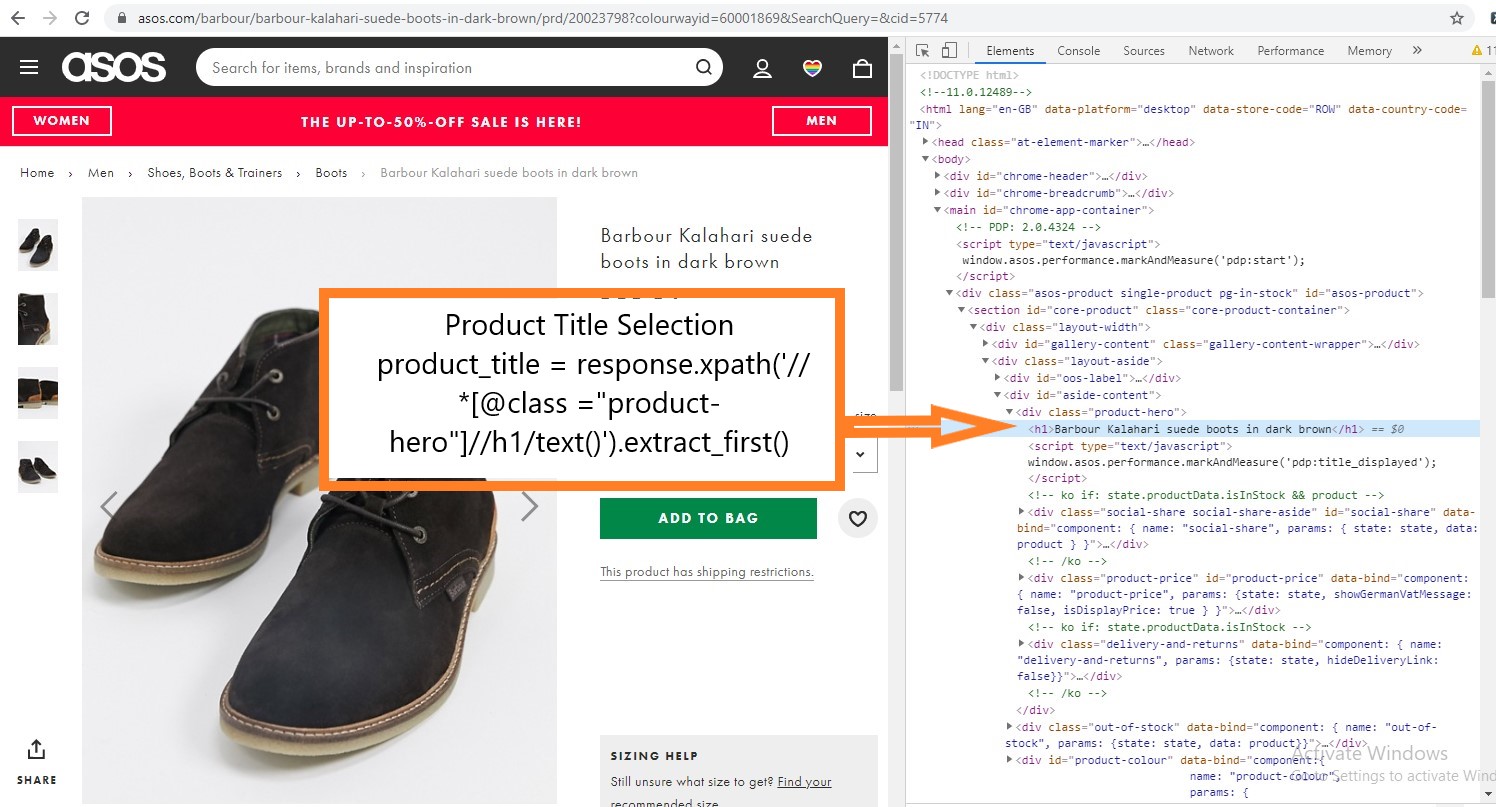 asos.com/barbour/barbour-kalahari-suede-boots-in-dark-brown/prd/20023798?colourwayid=60001869&SearchQuery=&cid=5774
asos
Search for items, brands and inspiration
WOMEN
THE UP-TO-50%-OFF SALE IS HERE!
MEN
Home › Men › Shoes, Boots & Trainers › Boots › Barbour Kalahari suede boots in dark brown
Barbour Kalahari suede
boots in dark brown
Product Title Selection
product_title = response.xpath('//
*[@class ="product-
hero"]//h1/text()').extract_first()
size
ADD TO BAG
This product has shipping restrictions.
SHARE
SIZING HELP
Still unsure what size to get? Find your
recommended size
Elements Console Sources Network Performance Memory » 11
<!DOCTYPE html>
<!--11.0.12489-->
<html lang="en-GB" data-platform="desktop" data-store-code="ROW" data-country-code=
"IN">
<head class="at-element-marker">…</head>
<body>
<div id="chrome-header">…</div>
<div id="chrome-breadcrumb">…</div>
<main id="chrome-app-container">
<!-- PDP: 2.0.4324 -->
<script type="text/javascript">
window.asos.performance.markAndMeasure('pdp:start');
</script>
<div class="asos-product single-product pg-in-stock" id="asos-product">
<section id="core-product" class="core-product-container">
<div class="layout-width">
<div id="gallery-content" class="gallery-content-wrapper">…</div>
<div class="layout-aside">
<div id="oos-label">…</div>
<div id="aside-content">
<div class="product-hero">
<h1>Barbour Kalahari suede boots in dark brown</h1> == $0
<script type="text/javascript">
window.asos.performance.markAndMeasure('pdp:title_displayed');
</script>
<!-- ko if: state.productData.isInStock && product -->
<div class="social-share social-share-aside" id="social-share" data-
bind="component: { name: "social-share", params: { state: state, data:
product } }">…</div>
<!-- /ko -->
<div class="product-price" id="product-price" data-bind="component:
{ name: "product-price", params: {state: state, showGermanVatMessage:
false, isDisplayPrice: true } }">…</div>
<!-- ko if: state.productData.isInStock -->
<div class="delivery-and-returns" data-bind="component: { name:
"delivery-and-returns", params: {state: state, hideDeliveryLink:
false}}">…</div>
<!-- /ko -->
</div>
<div class="out-of-stock" data-bind="component: { name: "out-of-
stock", params: {state: state, data: product}}">…</div>
<div id="product-colour" data-bind="component:{
name: "product-colour",
params: {
Activate Windows
Go to Settings to activate Wind